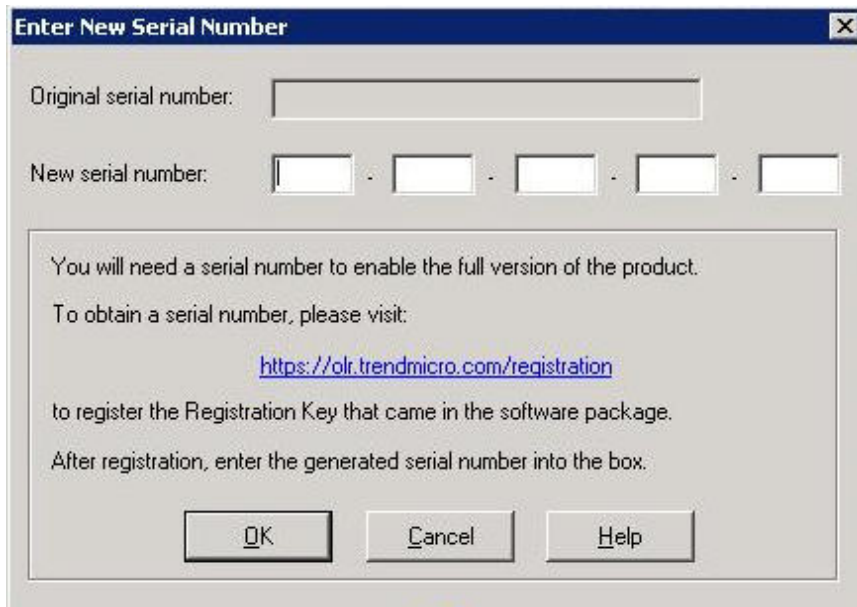 Enter New Serial Number
Original serial number:
New serial number: - - - -
You will need a serial number to enable the full version of the product.
To obtain a serial number, please visit:
https://olr.trendmicro.com/registration
to register the Registration Key that came in the software package.
After registration, enter the generated serial number into the box.
OK Cancel Help